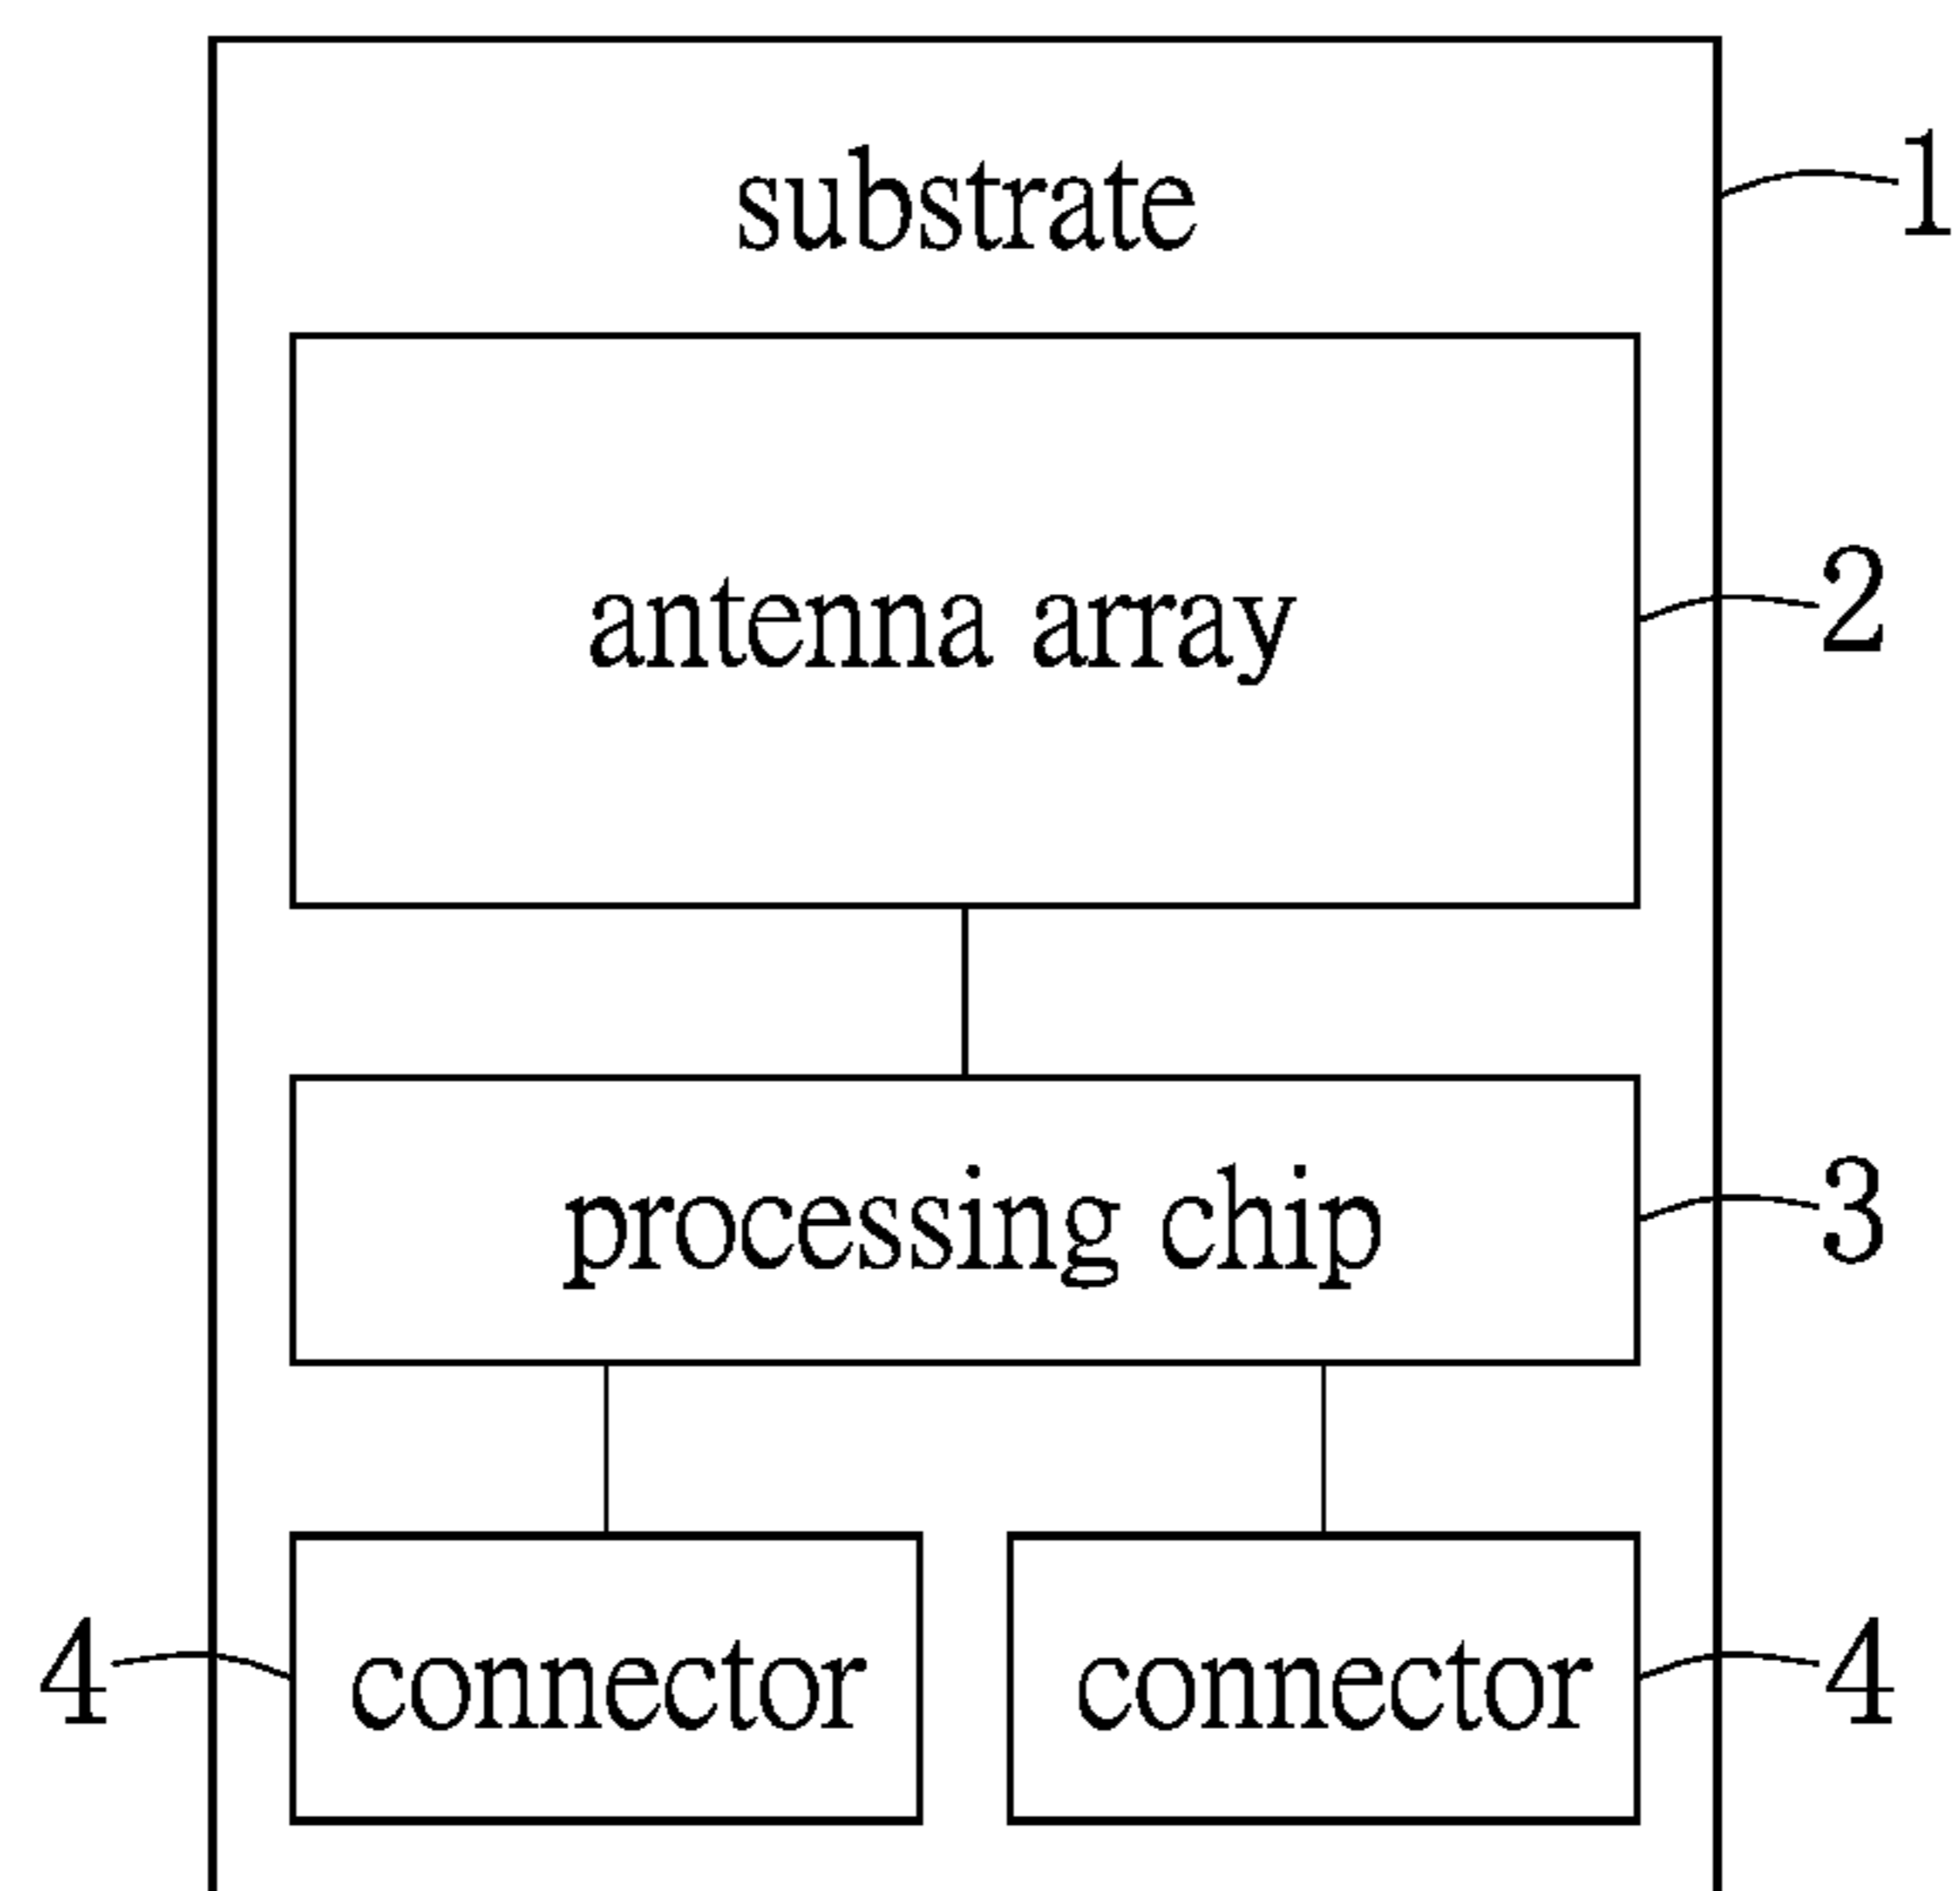 substrate
1
antenna array
2
processing chip
3
4
connector
connector
4